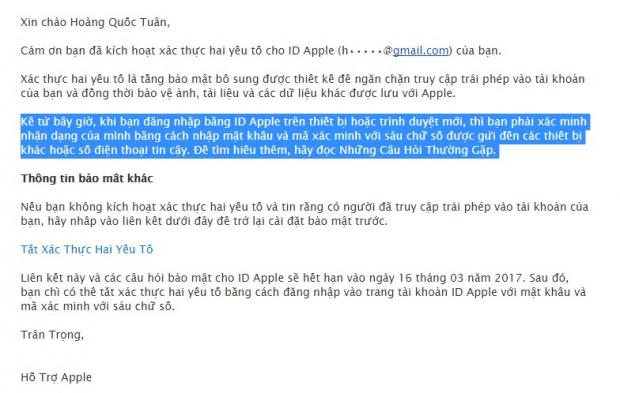 Xin chào Hoàng Quốc Tuân,
Cám ơn bạn đã kích hoạt xác thực hai yếu tố cho ID Apple (h•••••@gmail.com) của bạn.
Xác thực hai yếu tố là tầng bảo mật bổ sung được thiết kế để ngăn chặn truy cập trái phép vào tài khoản
của bạn và đồng thời bảo vệ ảnh, tài liệu và các dữ liệu khác được lưu với Apple.
Kể từ bây giờ, khi bạn đăng nhập bằng ID Apple trên thiết bị hoặc trình duyệt mới, thì bạn phải xác minh
nhận dạng của mình bằng cách nhập mật khẩu và mã xác minh với sáu chữ số được gửi đến các thiết bị
khác hoặc số điện thoại tin cậy. Để tìm hiểu thêm, hãy đọc Những Câu Hỏi Thường Gặp.
Thông tin bảo mât khác
Nếu bạn không kích hoạt xác thực hai yếu tố và tin rằng có người đã truy cập trái phép vào tài khoản của
bạn, hãy nhâp vào liên kết dưới đây để trở lại cài đặt bảo mật trước.
Tắt Xác Thực Hai Yếu Tố
Liên kết này và các câu hỏi bảo mật cho ID Apple sẽ hết hạn vào ngày 16 tháng 03 năm 2017. Sau đó,
bạn chỉ có thể tắt xác thực hai yếu tố bằng cách đăng nhập vào trang tài khoản ID Apple với mật khẩu và
mã xác minh với sáu chữ số.
Trân Trọng,
Hỗ Trợ Apple